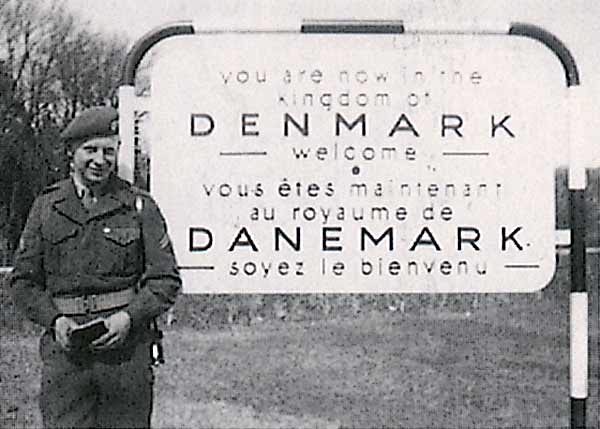 you are now in the
kingdom of
DENMARK
welcome
vous êtes maintenant
au royaume de
DANEMARK
soyez le bienvenu